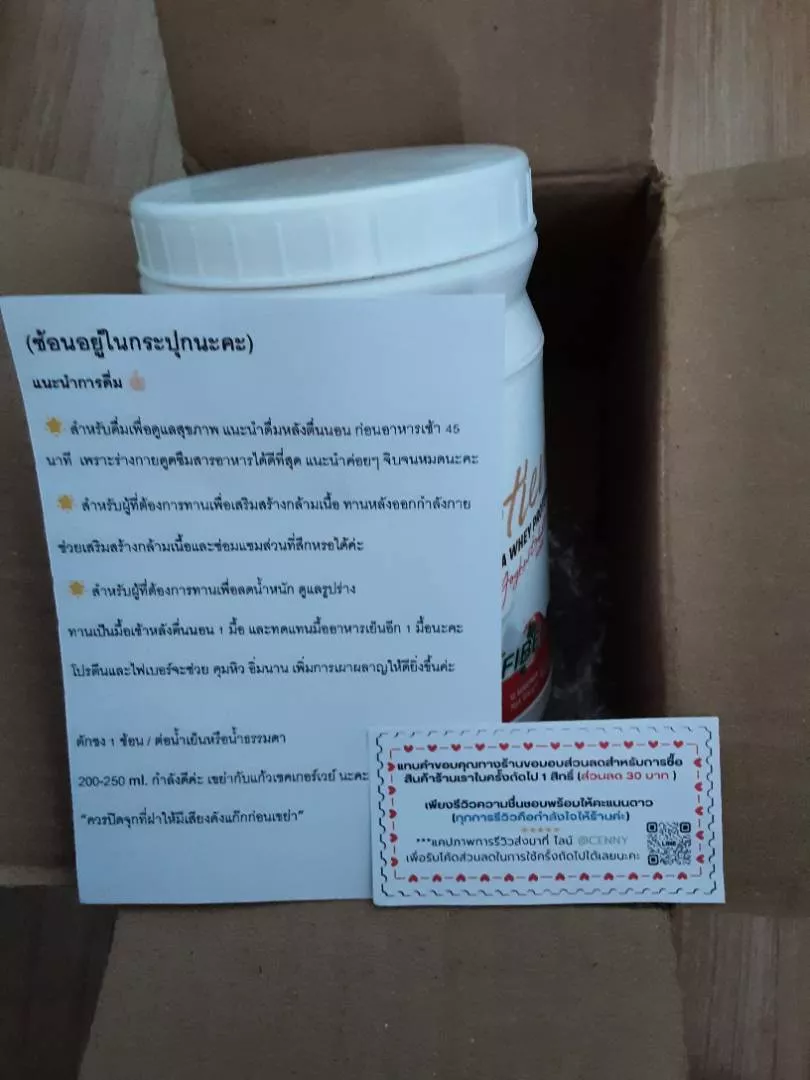 (ช้อนอยู่ในกระปุกนะคะ)
แนะนำการดื่ม
สำหรับดื่มเพื่อดูแลสุขภาพ แนะนำดื่มหลังตื่นนอน ก่อนอาหารเช้า 45
นาที เพราะร่างกายดูดซึมสารอาหารได้ดีที่สุด แนะนำค่อยๆ จิบจนหมดนะคะ
สำหรับผู้ที่ต้องการทานเพื่อเสริมสร้างกล้ามเนื้อ ทานหลังออกกำลังกาย
ช่วยเสริมสร้างกล้ามเนื้อและซ่อมแซมส่วนที่สึกหรอได้ค่ะ
สำหรับผู้ที่ต้องการทานเพื่อลดน้ำหนัก ดูแลรูปร่าง
ทานเป็นมื้อเช้าหลังตื่นนอน 1 มื้อ และทดแทนมื้ออาหารเย็นอีก 1 มื้อนะคะ
โปรตีนและไฟเบอร์จะช่วย คุมหิว อิ่มนาน เพิ่มการเผาผลาญให้ดียิ่งขึ้นค่ะ
ตักชง 1 ช้อน / ต่อน้ำเย็นหรือน้ำธรรมดา
200-250 ml. กำลังดีค่ะ เขย่ากับแก้วเชคเกอร์เวย์ นะคะ
"ควรปิดจุกที่ฝาให้มีเสียงดังแก๊กก่อนเขย่า"
A WHEY
FIBE
แทนคำขอบคุณทางร้านขอมอบส่วนลดสำหรับการซื้อ
สินค้าร้านเราในครั้งถัดไป 1 สิทธิ์ (ส่วนลด 30 บาท )
เพียงรีวิวความชื่นชอบพร้อมให้คะแนนดาว
(ทุกการรีวิวคือกำลังใจให้ร้านค่ะ)
***แคปภาพการรีวิวส่งมาที่ ไลน์ @CENNY
เพื่อรับโค้ดส่วนลดในการใช้ครั้งถัดไปได้เลยนะคะ
LINE